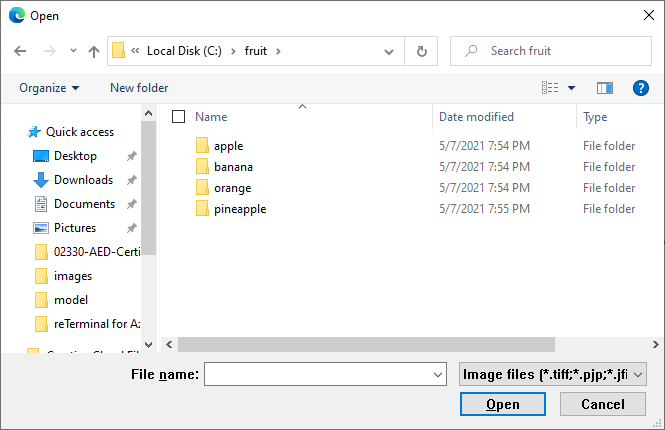 Open
« Local Disk (C:) › fruit ›
Search fruit
Organize
New folder
?
Name
Date modified
Type
Quick access
Desktop
Downloads
Documents
Pictures
02330-AED-Certi
images
model
reTerminal for Az
apple 5/7/2021 7:54 PM File folder
banana 5/7/2021 7:54 PM File folder
orange 5/7/2021 7:54 PM File folder
pineapple 5/7/2021 7:55 PM File folder
File name:
Image files (*.tiff;*.pjp;*.jfi
Open
Cancel